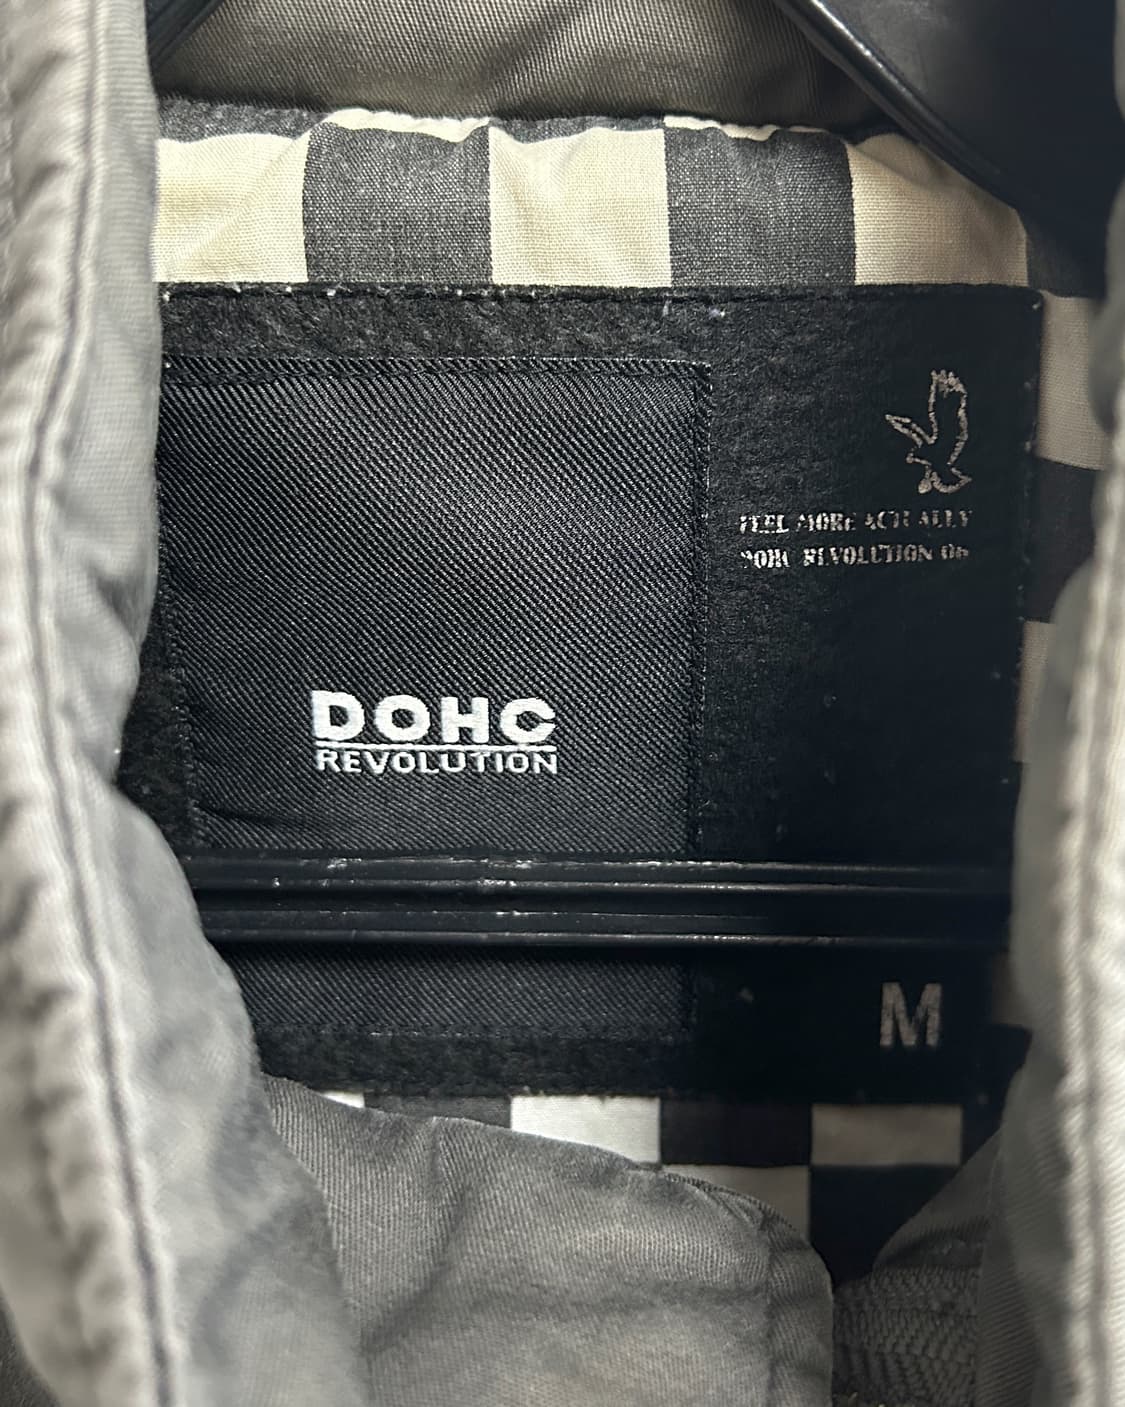 FEEL MORE ACTUALLY
DOHC REVOLUTION 06
DOHC
REVOLUTION
M